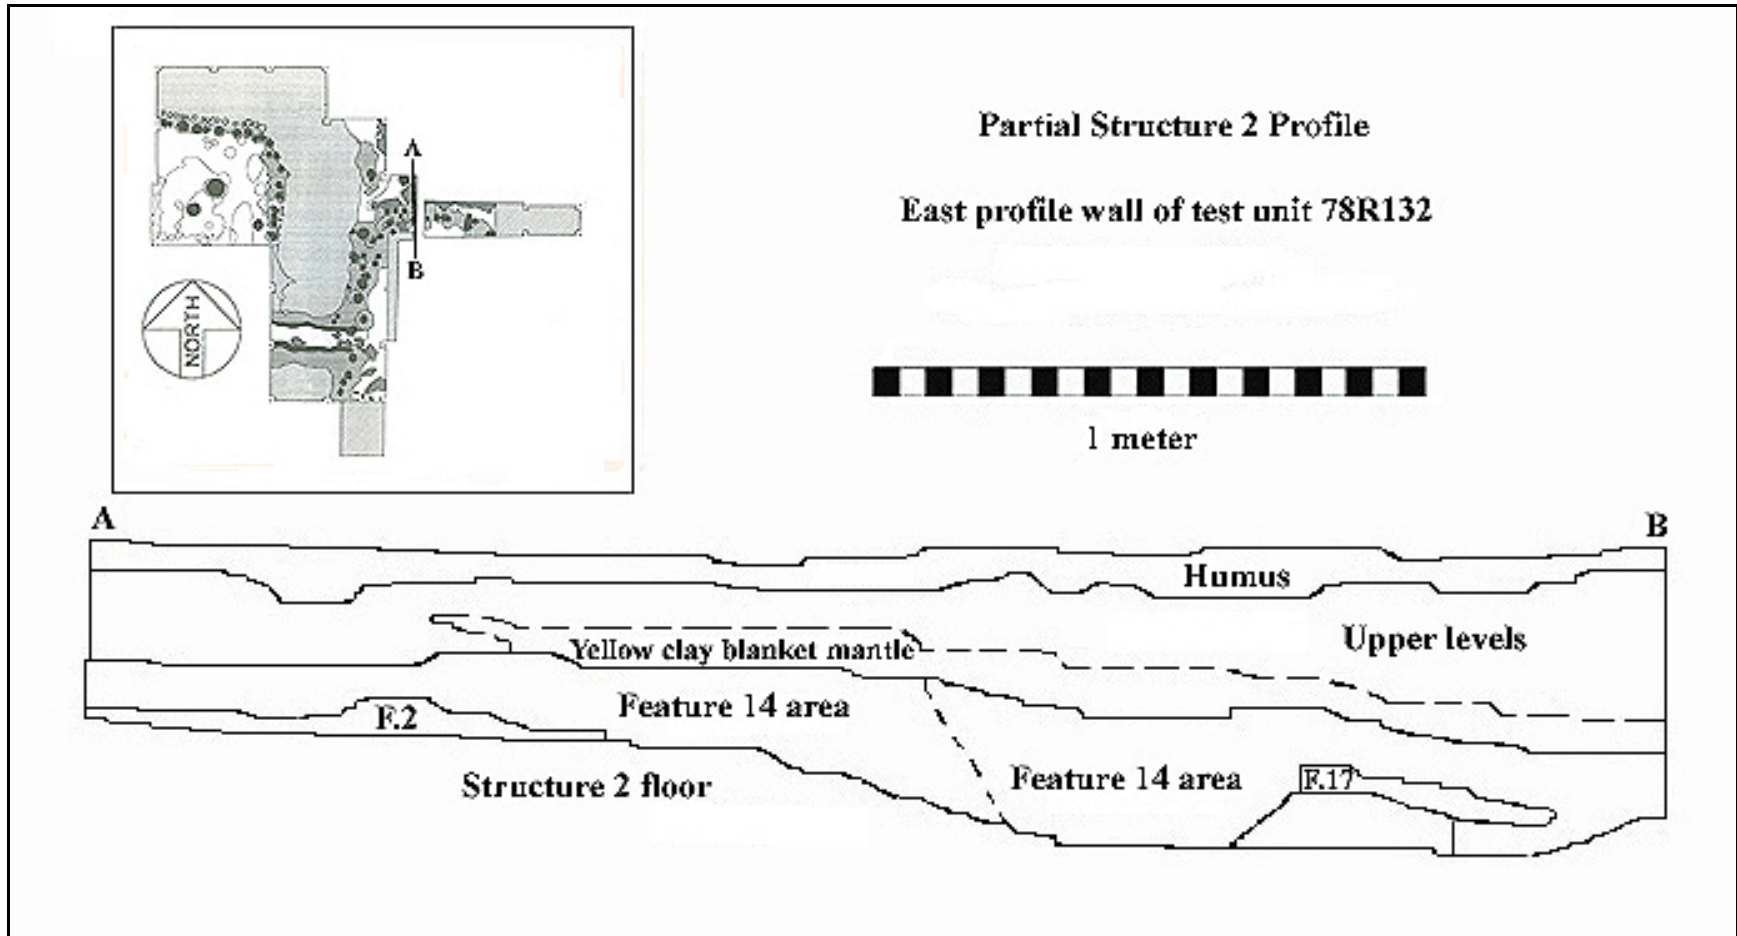 Partial Structure 2 Profile
East profile wall of test unit 78R132
1 meter
A
B
NORTH
A
B
Humus
Upper levels
Yellow clay blanket mantle
Feature 14 area
F.2
Structure 2 floor
Feature 14 area
F.17